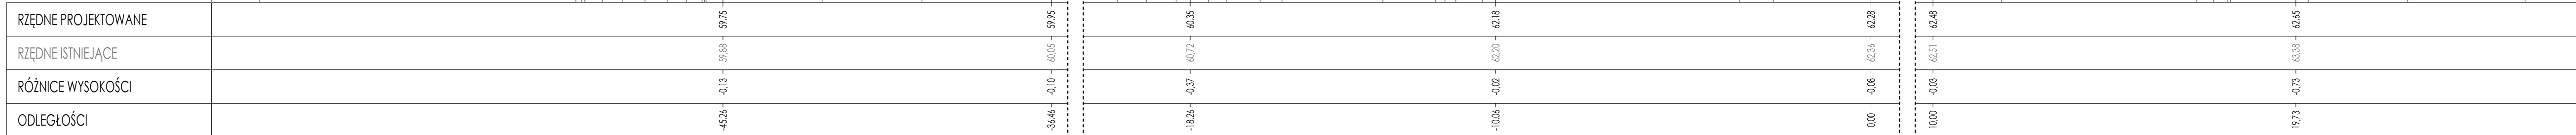 RZĘDNE PROJEKTOWANE 59,75 59,95 60,35 62,18 62,28 62,48 62,65
RZĘDNE ISTNIEJĄCE 59,88 60,05 60,72 62,20 62,36 62,51 63,38
RÓŻNICE WYSOKOŚCI -0,13 -0,10 -0,37 -0,02 -0,08 -0,03 -0,73
ODLEGŁOŚCI -45,26 -36,46 -18,26 -10,06 0,00 10,00 19,73